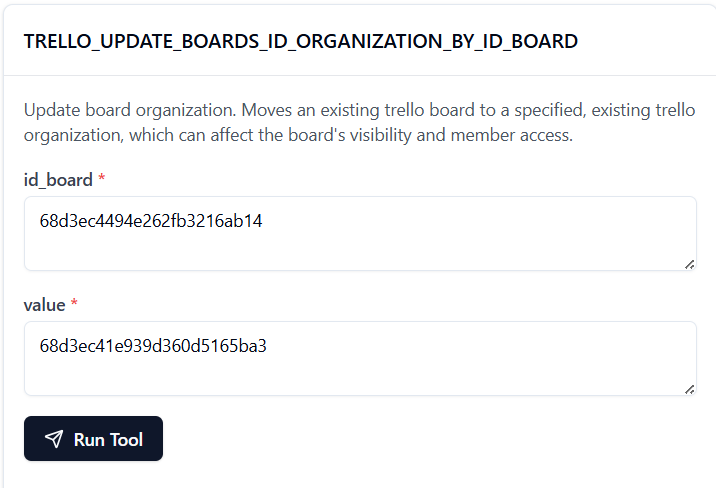 TRELLO_UPDATE_BOARDS_ID_ORGANIZATION_BY_ID_BOARD
Update board organization. Moves an existing trello board to a specified, existing trello
organization, which can affect the board's visibility and member access.
id_board *
68d3ec4494e262fb3216ab14
value *
68d3ec41e939d360d5165ba3
Run Tool